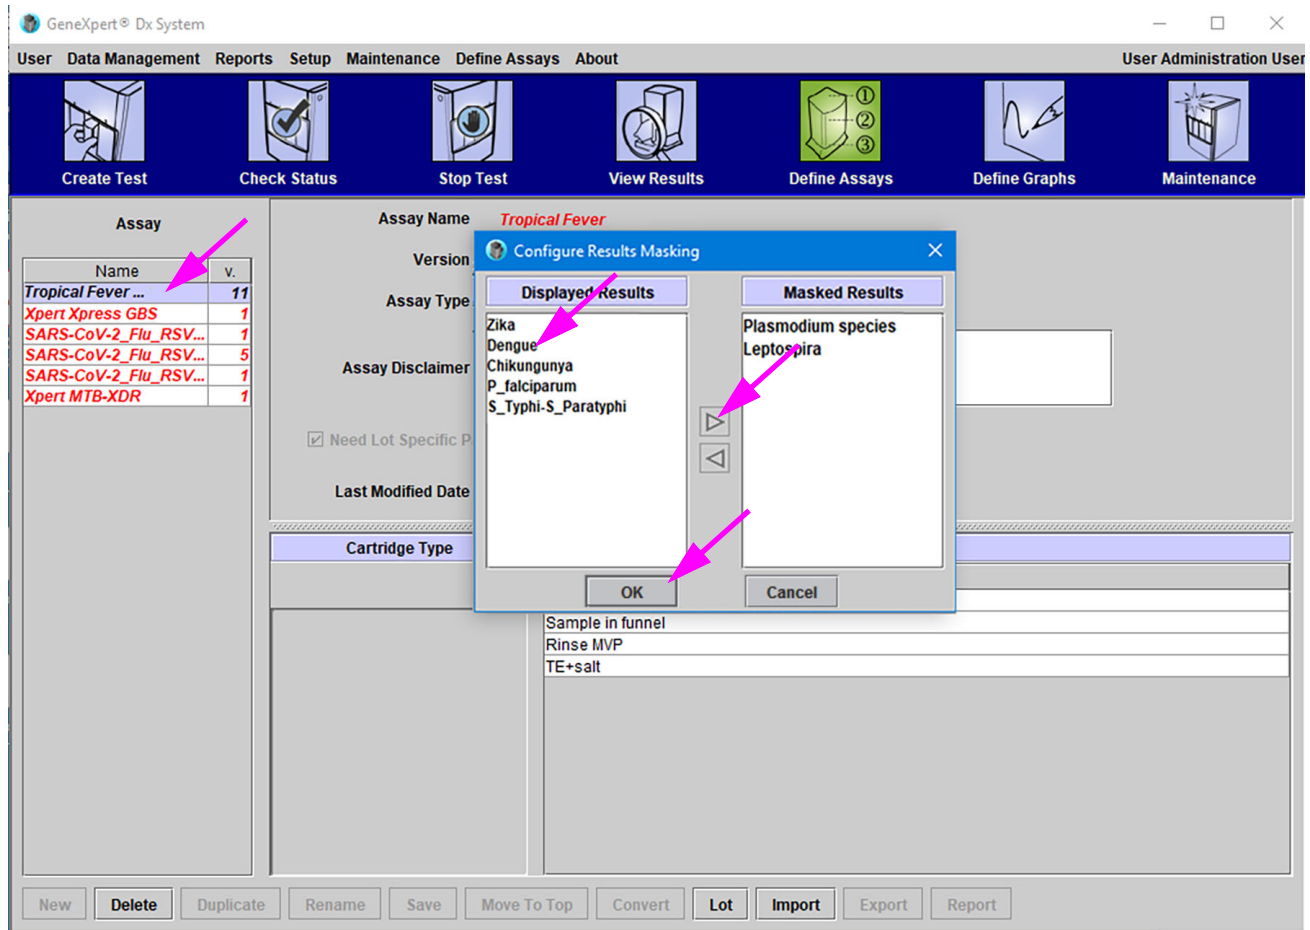 GeneXpert® Dx System
User Data Management Reports Setup Maintenance Define Assays About User Administration User
① ② ③
Create Test Check Status Stop Test View Results Define Assays Define Graphs Maintenance
Assay
Name v.
Tropical Fever ... 11
Xpert Xpress GBS 1
SARS-CoV-2_Flu_RSV... 1
SARS-CoV-2_Flu_RSV... 5
SARS-CoV-2_Flu_RSV... 1
Xpert MTB-XDR 1
Assay Name Tropical Fever
Version
Assay Type
Assay Disclaimer
Need Lot Specific P
Last Modified Date
Configure Results Masking
Displayed Results Masked Results
Zika
Dengue
Chikungunya
P_falciparum
S_Typhi-S_Paratyphi
Plasmodium species
Leptospira
OK Cancel
Cartridge Type
Sample in funnel
Rinse MVP
TE+salt
New Delete Duplicate Rename Save Move To Top Convert Lot Import Export Report